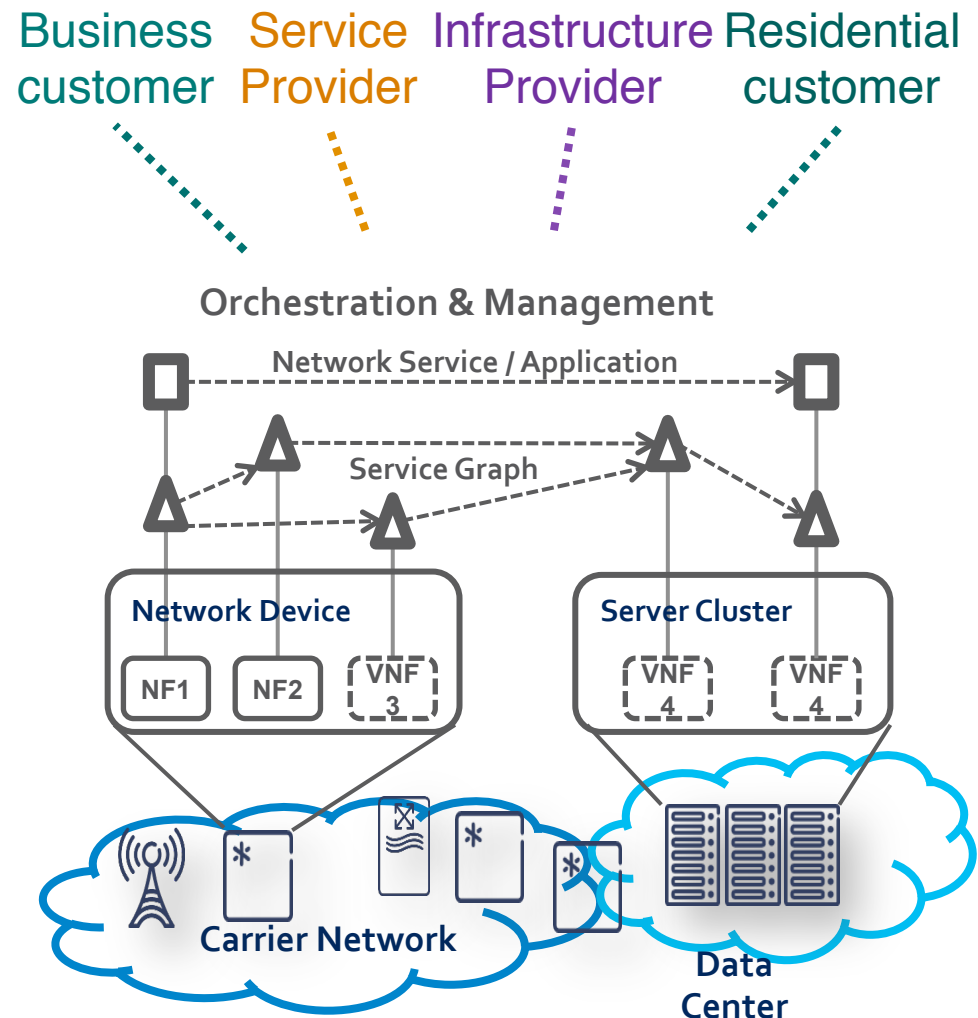 Business customer
Service Provider
Infrastructure Provider
Residential customer
Orchestration & Management
Network Service / Application
Service Graph
Network Device
Server Cluster
NF1
NF2
VNF
3
VNF
4
VNF
4
Carrier Network
Data
Center